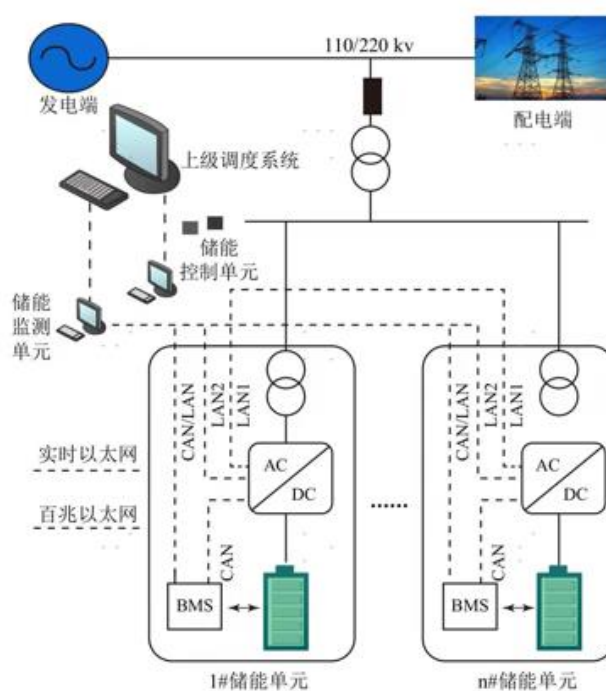 110/220 kv
发电端
配电端
上级调度系统
储能
控制单元
储能
监测
单元
CAN/LAN
LAN2
LAN1
CAN/LAN
LAN2
LAN1
实时以太网
AC
DC
AC
DC
百兆以太网
......
CAN
CAN
BMS
BMS
1#储能单元
n#储能单元